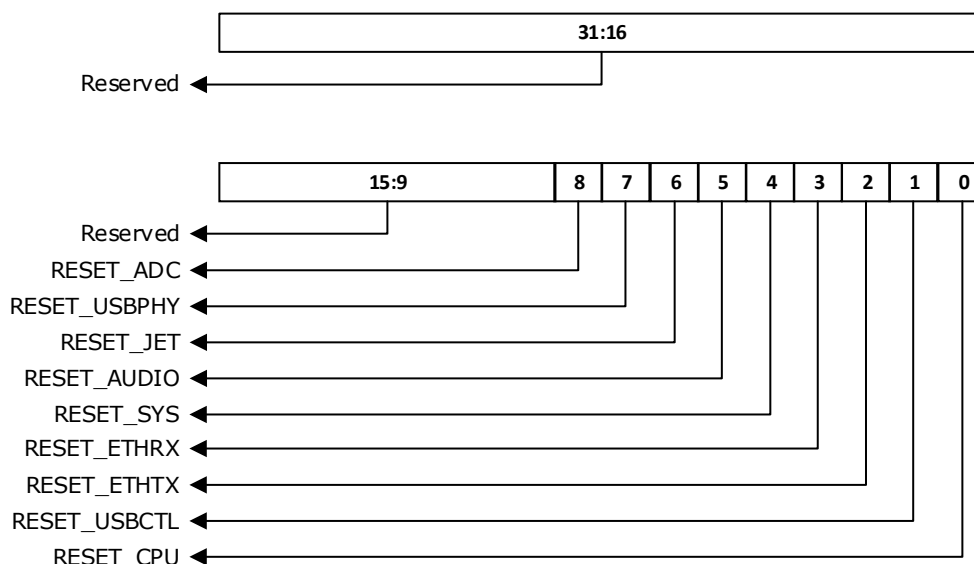 31:16
Reserved
15:9 8 7 6 5 4 3 2 1 0
Reserved
RESET_ADC
RESET_USBPHY
RESET_JET
RESET_AUDIO
RESET_SYS
RESET_ETHRX
RESET_ETHTX
RESET_USBCTL
RESET_CPU